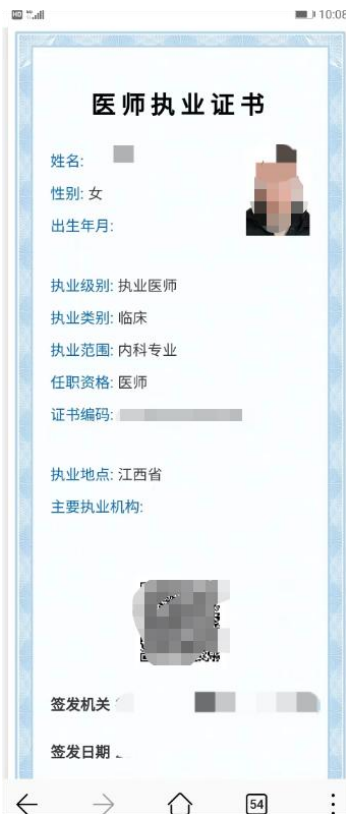 HD
10:08
医师执业证书
姓名:
性别: 女
出生年月:
执业级别: 执业医师
执业类别: 临床
执业范围: 内科专业
任职资格: 医师
证书编码:
执业地点: 江西省
主要执业机构:
签发机关
签发日期
54